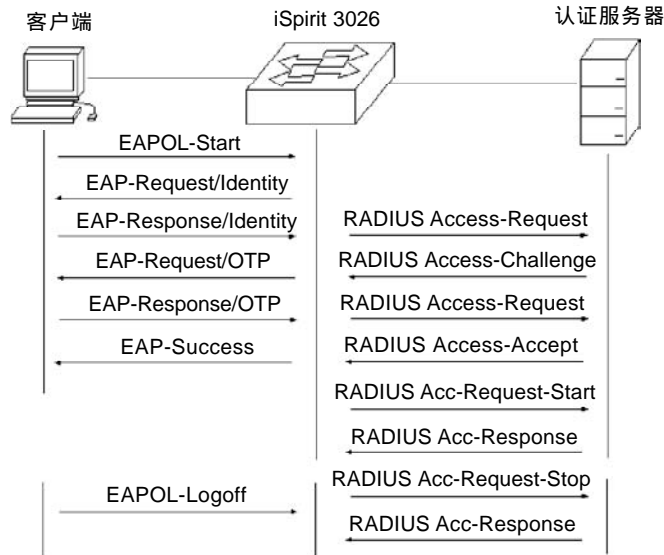 客户端
iSpirit 3026
认证服务器
EAPOL-Start
EAP-Request/Identity
EAP-Response/Identity
RADIUS Access-Request
EAP-Request/OTP
RADIUS Access-Challenge
EAP-Response/OTP
RADIUS Access-Request
EAP-Success
RADIUS Access-Accept
RADIUS Acc-Request-Start
RADIUS Acc-Response
RADIUS Acc-Request-Stop
EAPOL-Logoff
RADIUS Acc-Response